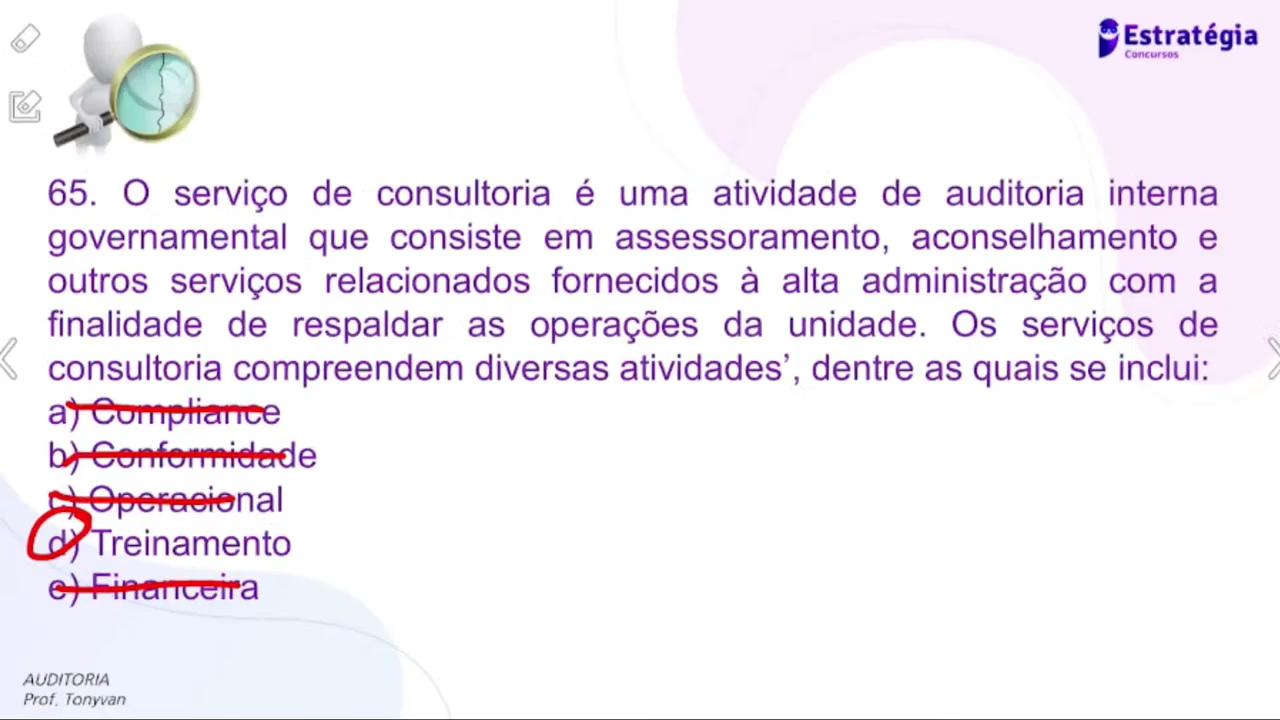 Estratégia
Concursos
65. O serviço de consultoria é uma atividade de auditoria interna
governamental que consiste em assessoramento, aconselhamento e
outros serviços relacionados fornecidos à alta administração com a
finalidade de respaldar as operações da unidade. Os serviços de
consultoria compreendem diversas atividades’, dentre as quais se inclui:
a) Compliance
b) Conformidade
c) Operacional
d) Treinamento
e) Financeira
AUDITORIA
Prof. Tonyvan